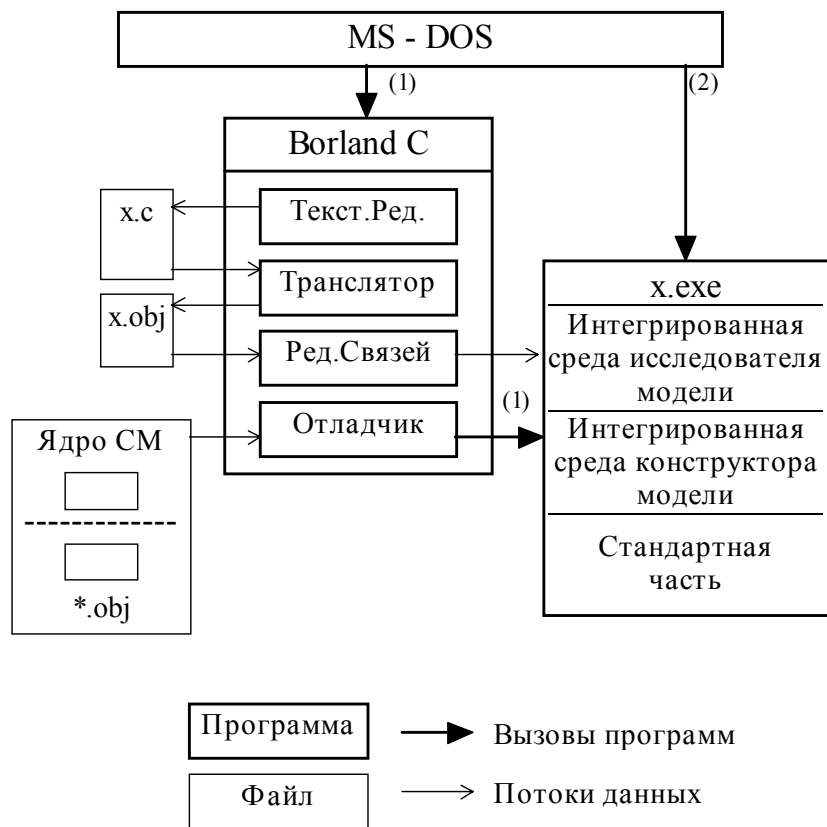 MS - DOS
(1)
(2)
Borland C
x.c
Текст.Ред.
Транслятор
x.obj
Ред.Связей
Отладчик
(1)
x.exe
Интегрированная
среда исследователя
модели
Интегрированная
среда конструктора
модели
Стандартная
часть
Ядро СМ
*.obj
Программа
Вызовы программ
Файл
Потоки данных